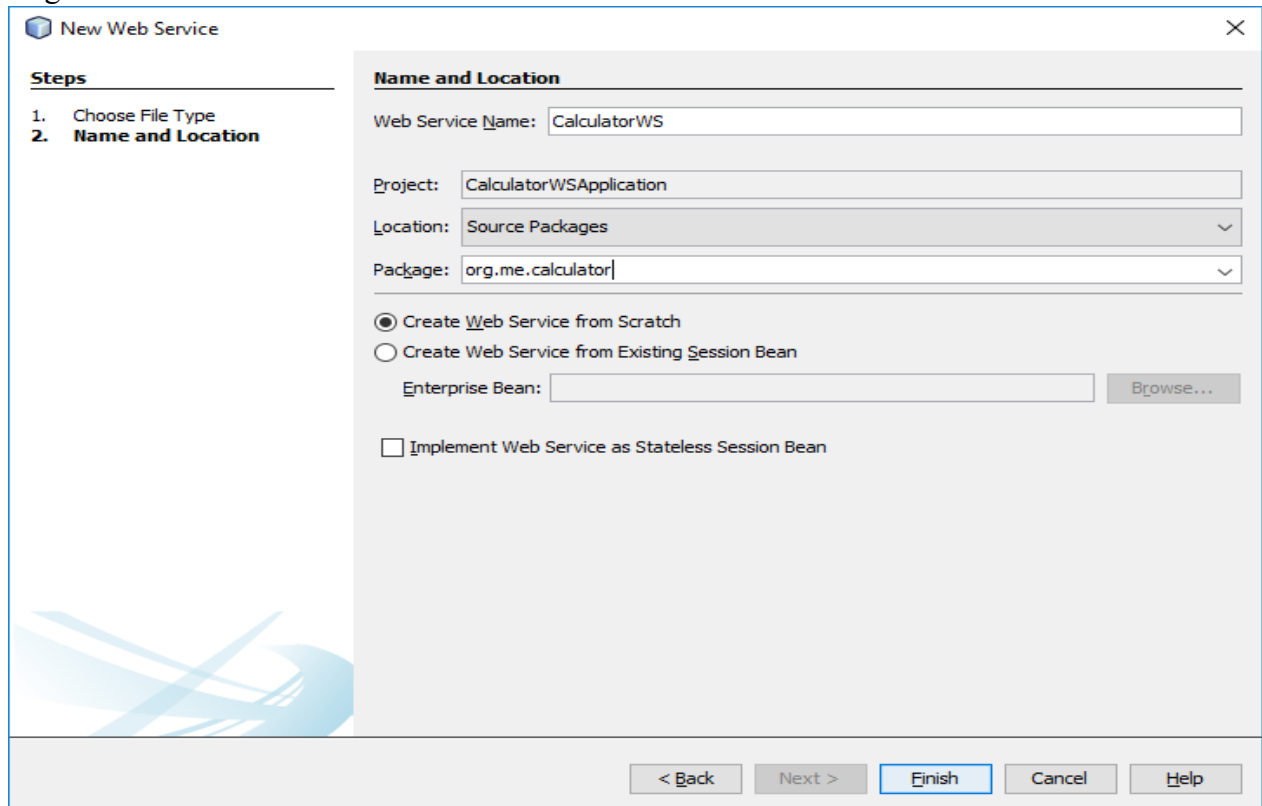 New Web Service
Steps
1. Choose File Type
2. Name and Location
Name and Location
Web Service Name: CalculatorWS
Project: CalculatorWSApplication
Location: Source Packages
Package: org.me.calculator
Create Web Service from Scratch
Create Web Service from Existing Session Bean
Enterprise Bean: Browse...
Implement Web Service as Stateless Session Bean
< Back Next > Finish Cancel Help